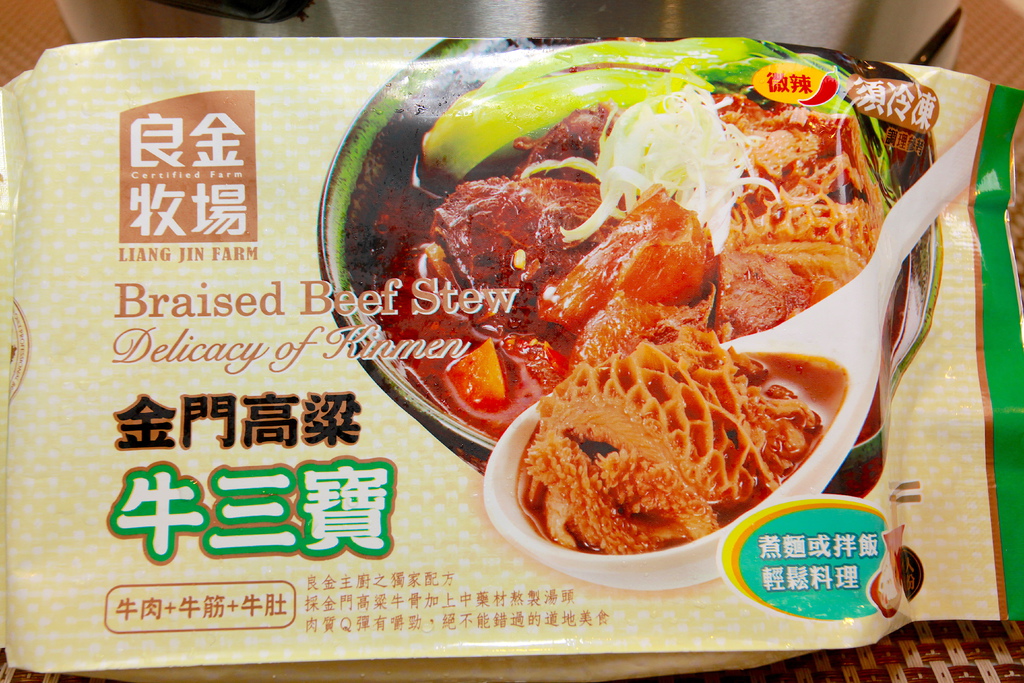 良金
Certified Farm
牧場
LIANG JIN FARM
微辣
須冷凍
Braised Beef Stew
Delicacy of Kinmen
金門高粱
牛三寶
牛肉+牛筋+牛肚
良金主廚之獨家配方
採金門高粱牛骨加上中藥材熬製湯頭
肉質Q彈有嚼勁，絕不能錯過的道地美食
煮麵或拌飯
輕鬆料理